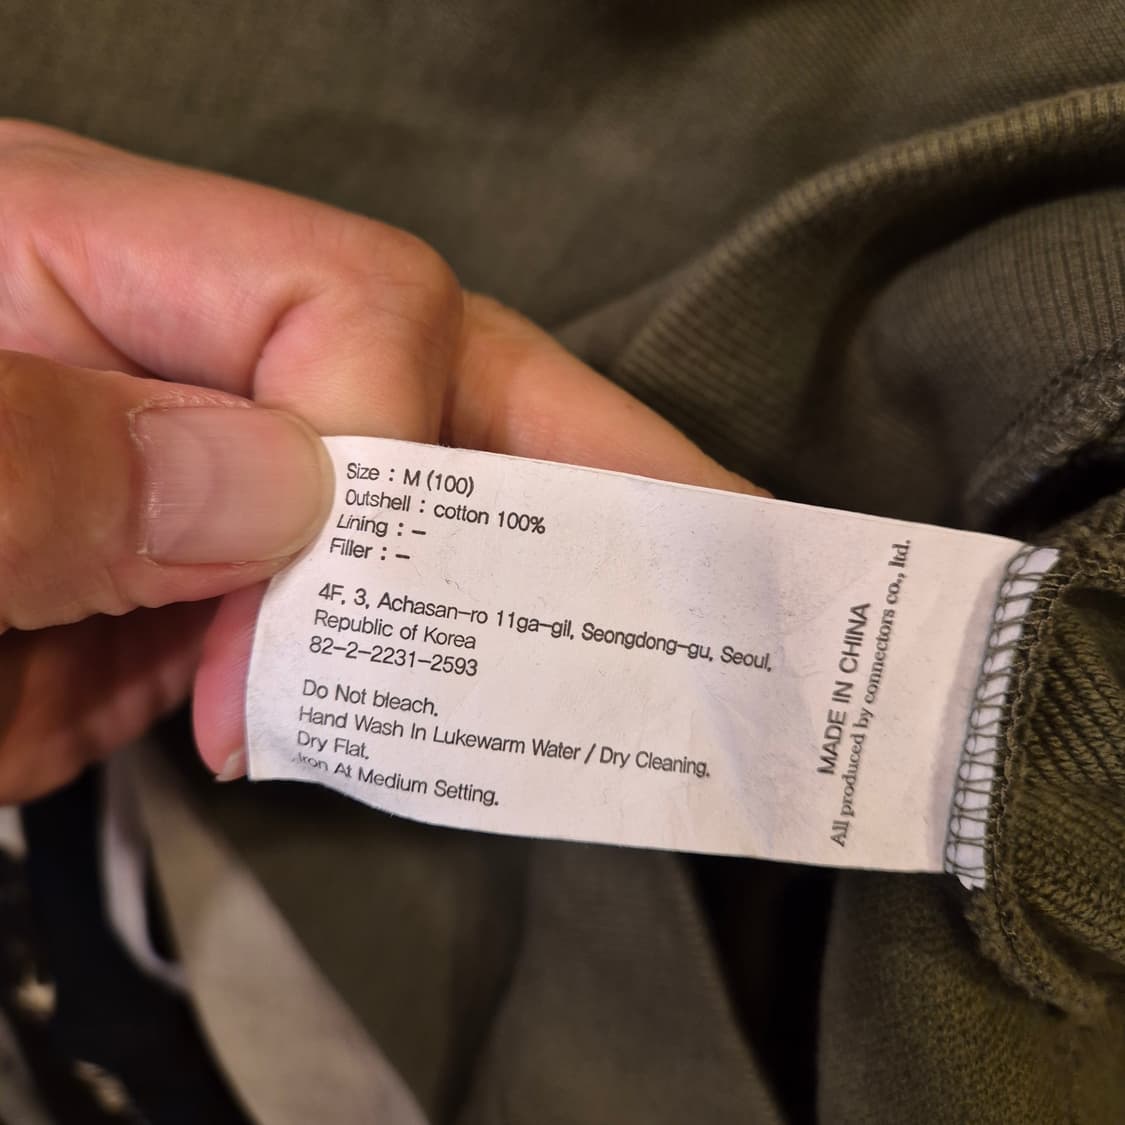 Size : M (100)
Outshell : cotton 100%
Lining : –
Filler : –
4F, 3, Achasan–ro 11ga–gil, Seongdong–gu, Seoul,
Republic of Korea
82–2–2231–2593
Do Not bleach.
Hand Wash In Lukewarm Water / Dry Cleaning.
Dry Flat.
Iron At Medium Setting.
MADE IN CHINA
All produced by connectors co., ltd.